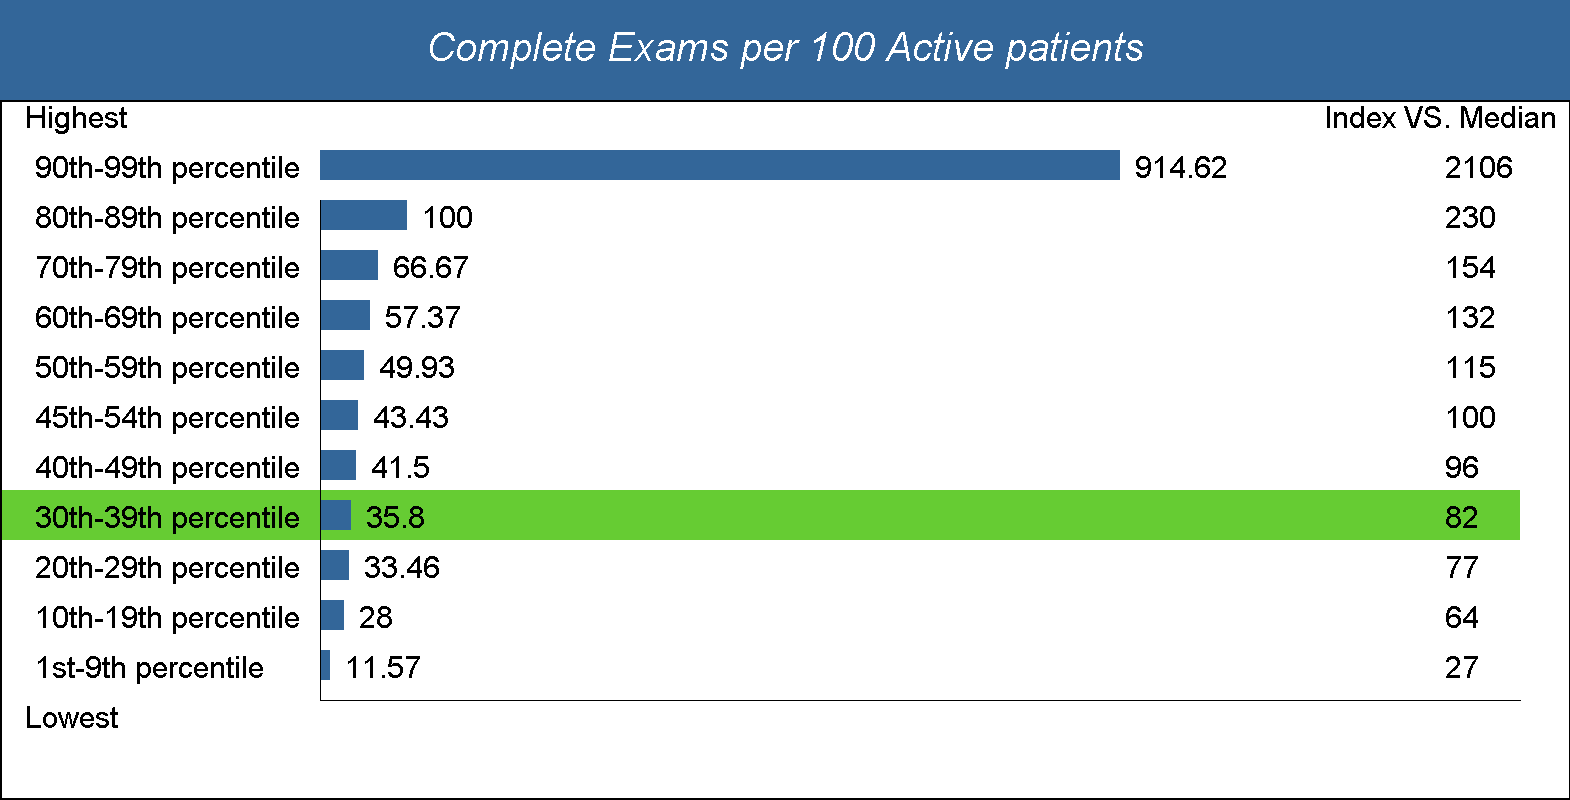 Complete Exams per 100 Active patients
Highest Index VS. Median
90th-99th percentile 914.62 2106
80th-89th percentile 100 230
70th-79th percentile 66.67 154
60th-69th percentile 57.37 132
50th-59th percentile 49.93 115
45th-54th percentile 43.43 100
40th-49th percentile 41.5 96
30th-39th percentile 35.8 82
20th-29th percentile 33.46 77
10th-19th percentile 28 64
1st-9th percentile 11.57 27
Lowest